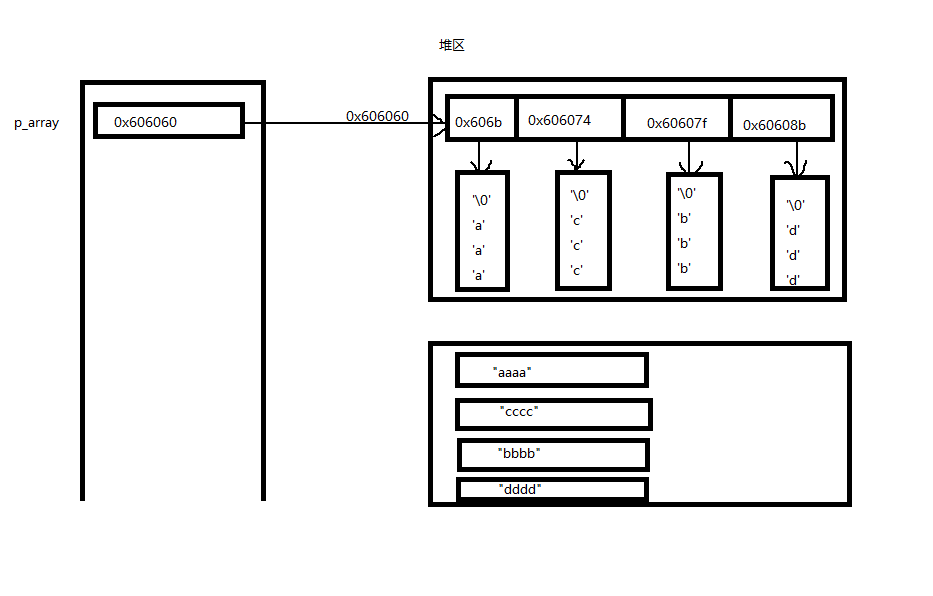 堆区
p_array
0x606060
0x606060
0x606b
0x606074
0x60607f
0x60608b
'\0'
'a'
'a'
'a'
'\0'
'c'
'c'
'c'
'\0'
'b'
'b'
'b'
'\0'
'd'
'd'
'd'
"aaaa"
"cccc"
"bbbb"
"dddd"